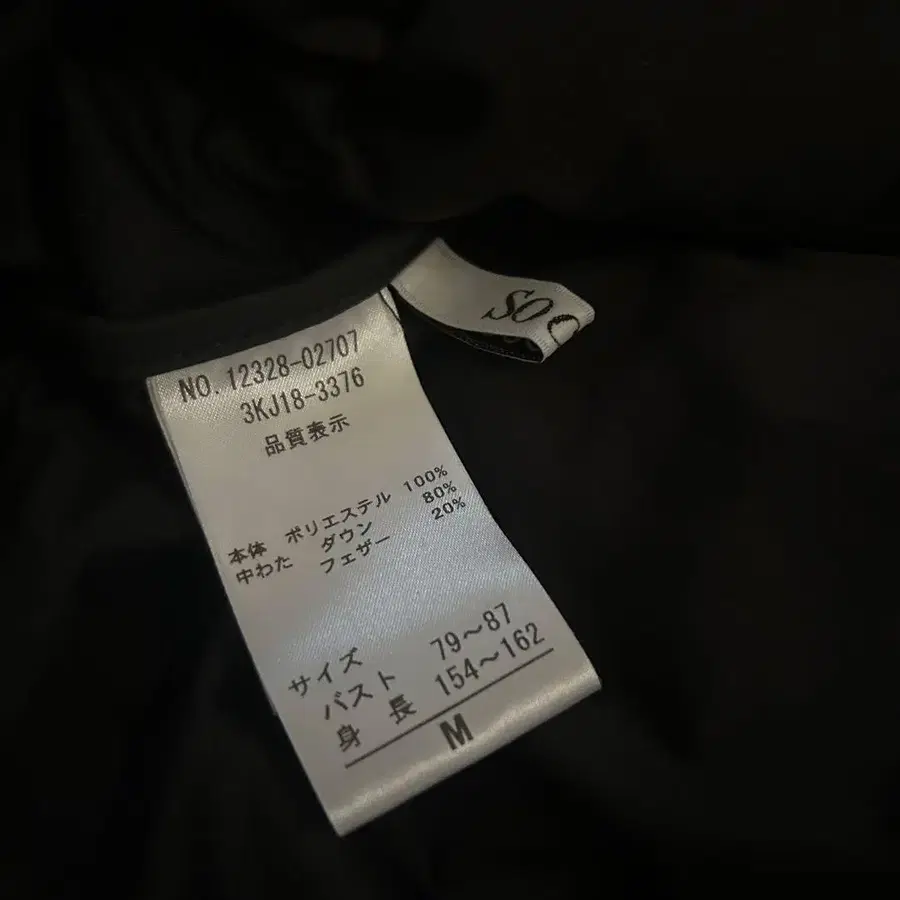 NO. 12328-02707
3KJ18-3376
品質表示
本体 ポリエステル 100%
中わた ダウン 80%
フェザー 20%
サイズ
バスト 79～87
身長 154～162
M
SO